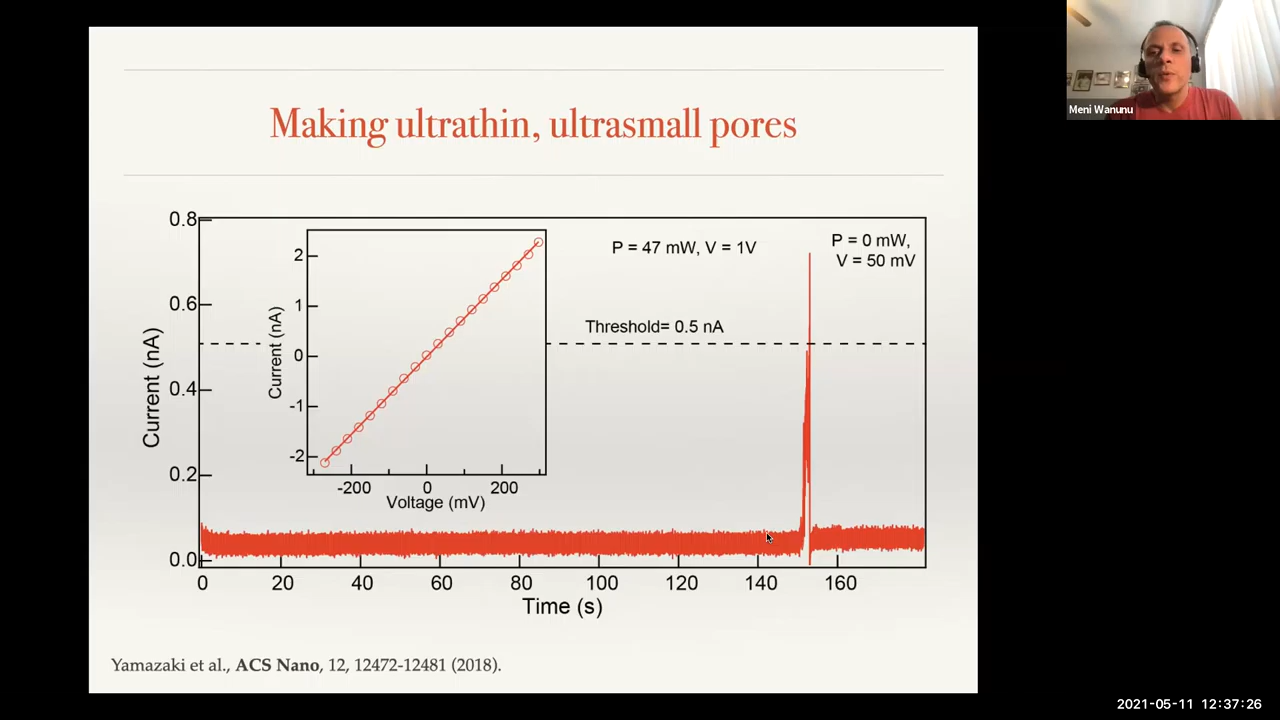 Meni Wanunu
Making ultrathin, ultrasmall pores
0.8
0.6
0.4
0.2
0.0
Current (nA)
2
1
0
-1
-2
Current (nA)
-200 0 200
Voltage (mV)
P = 47 mW, V = 1V
P = 0 mW,
V = 50 mV
Threshold= 0.5 nA
0 20 40 60 80 100 120 140 160
Time (s)
Yamazaki et al., ACS Nano, 12, 12472-12481 (2018).
2021-05-11 12:37:26